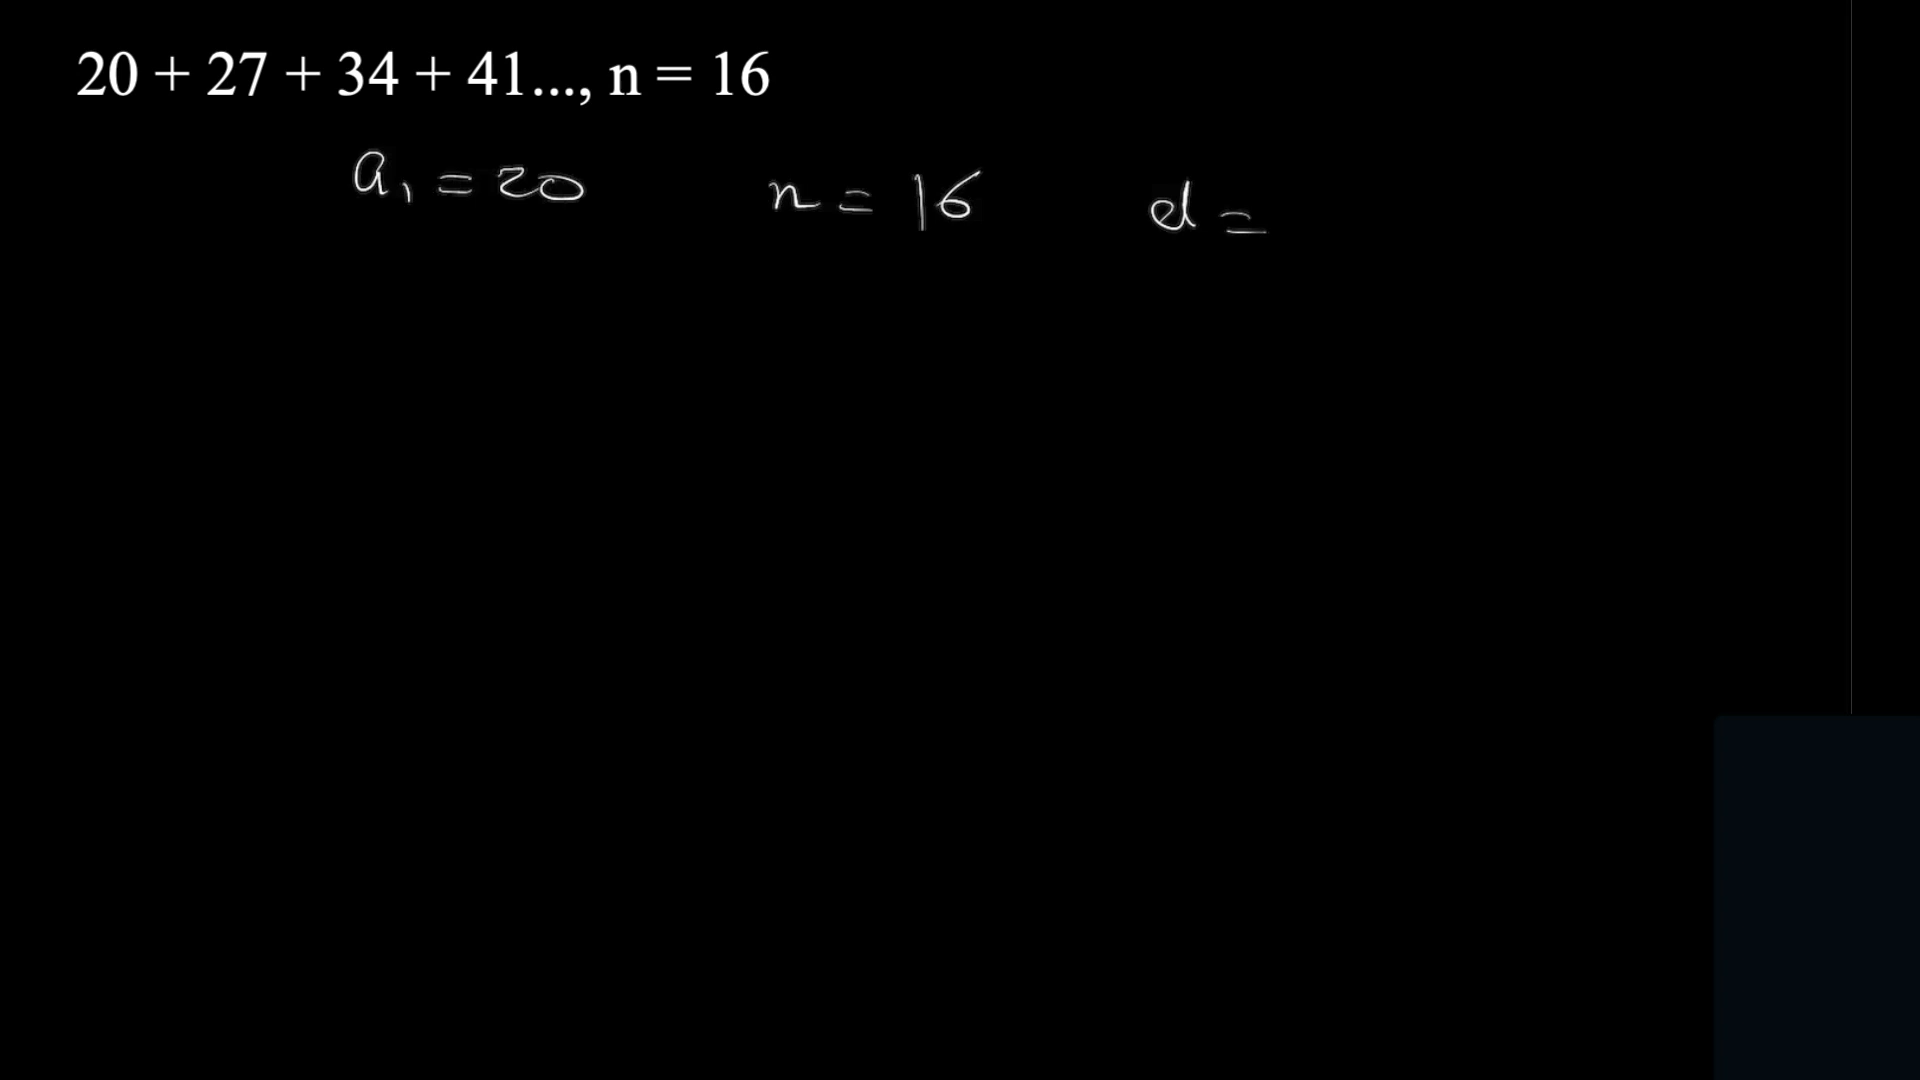 20 + 27 + 34 + 41..., n = 16
a₁ = 20 n = 16 d =